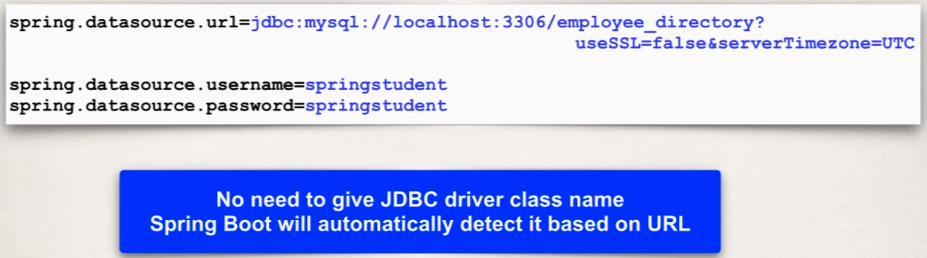 spring.datasource.url=jdbc:mysql://localhost:3306/employee_directory?
useSSL=false&serverTimezone=UTC
spring.datasource.username=springstudent
spring.datasource.password=springstudent
No need to give JDBC driver class name
Spring Boot will automatically detect it based on URL